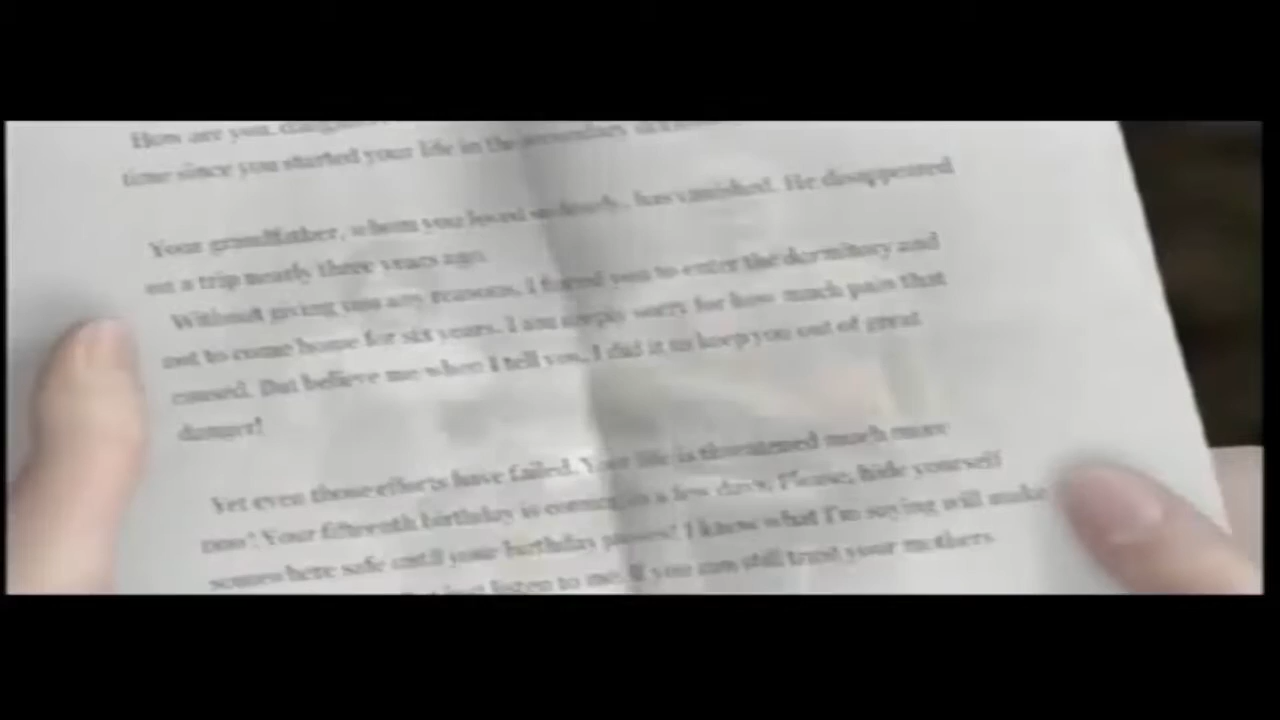 How are you, daughter
time since you started your life in the secondary
Your grandfather, whom you loved so dearly, has vanished. He disappeared
on a trip nearly three years ago.
Without giving you any reasons, I forced you to enter the dormitory and
not to come home for six years. I am deeply sorry for how much pain that
caused. But believe me when I tell you, I did it to keep you out of great
danger!
Yet even those efforts have failed. Your life is threatened much more
now! Your fifteenth birthday is coming in a few days. Please, hide yourself
somewhere safe until your birthday passes! I know what I'm saying will make
just listen to me. If you can still trust your mothers